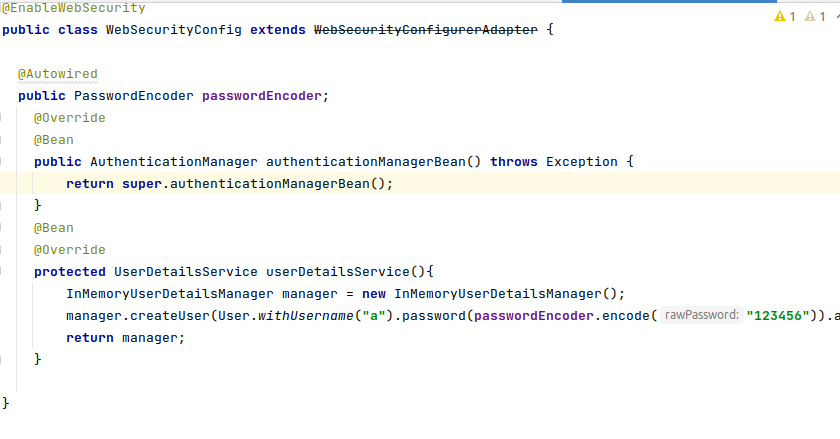 @EnableWebSecurity
1 1
public class WebSecurityConfig extends WebSecurityConfigurerAdapter {
@Autowired
public PasswordEncoder passwordEncoder;
@Override
@Bean
public AuthenticationManager authenticationManagerBean() throws Exception {
return super.authenticationManagerBean();
}
@Bean
@Override
protected UserDetailsService userDetailsService(){
InMemoryUserDetailsManager manager = new InMemoryUserDetailsManager();
manager.createUser(User.withUsername("a").password(passwordEncoder.encode( rawPassword: "123456")).a
return manager;
}
}